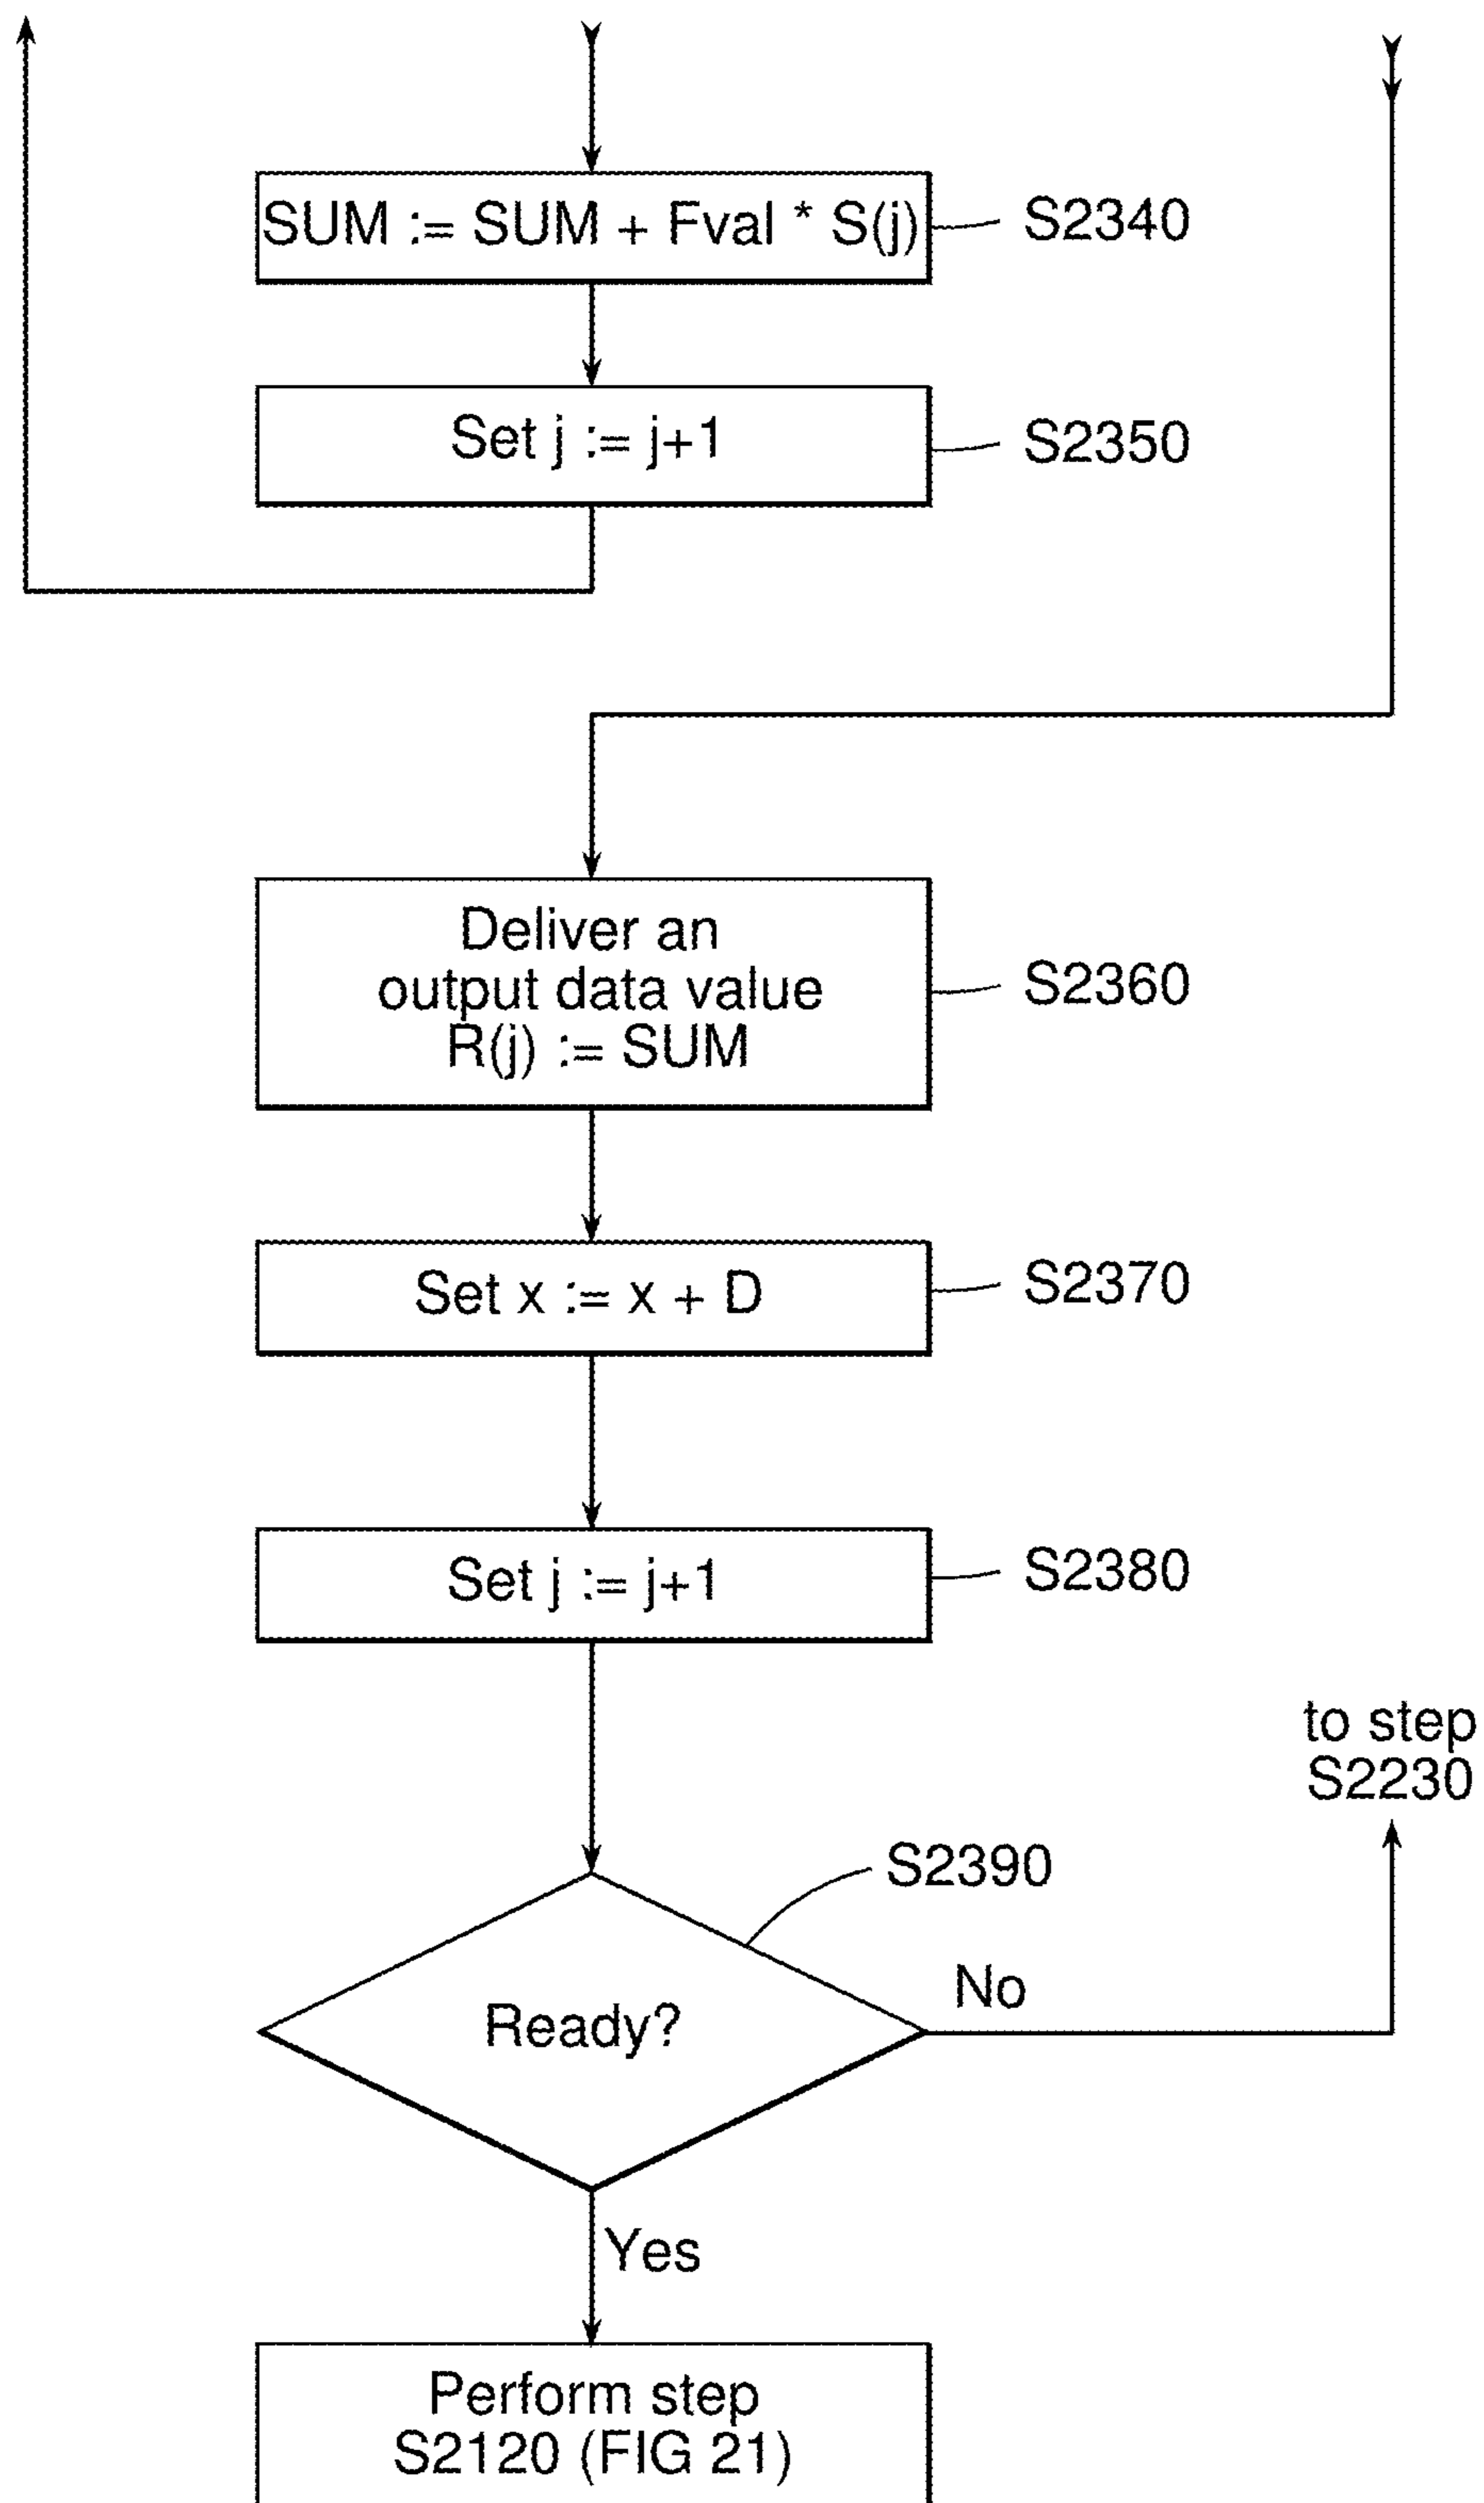 SUM := SUM + Fval * S(j)
S2340
Set j := j+1
S2350
Deliver an
output data value
R(j) := SUM
S2360
Set x := x + D
S2370
Set j := j+1
S2380
to step
S2230
S2390
No
Ready?
Yes
Perform step
S2120 (FIG 21)